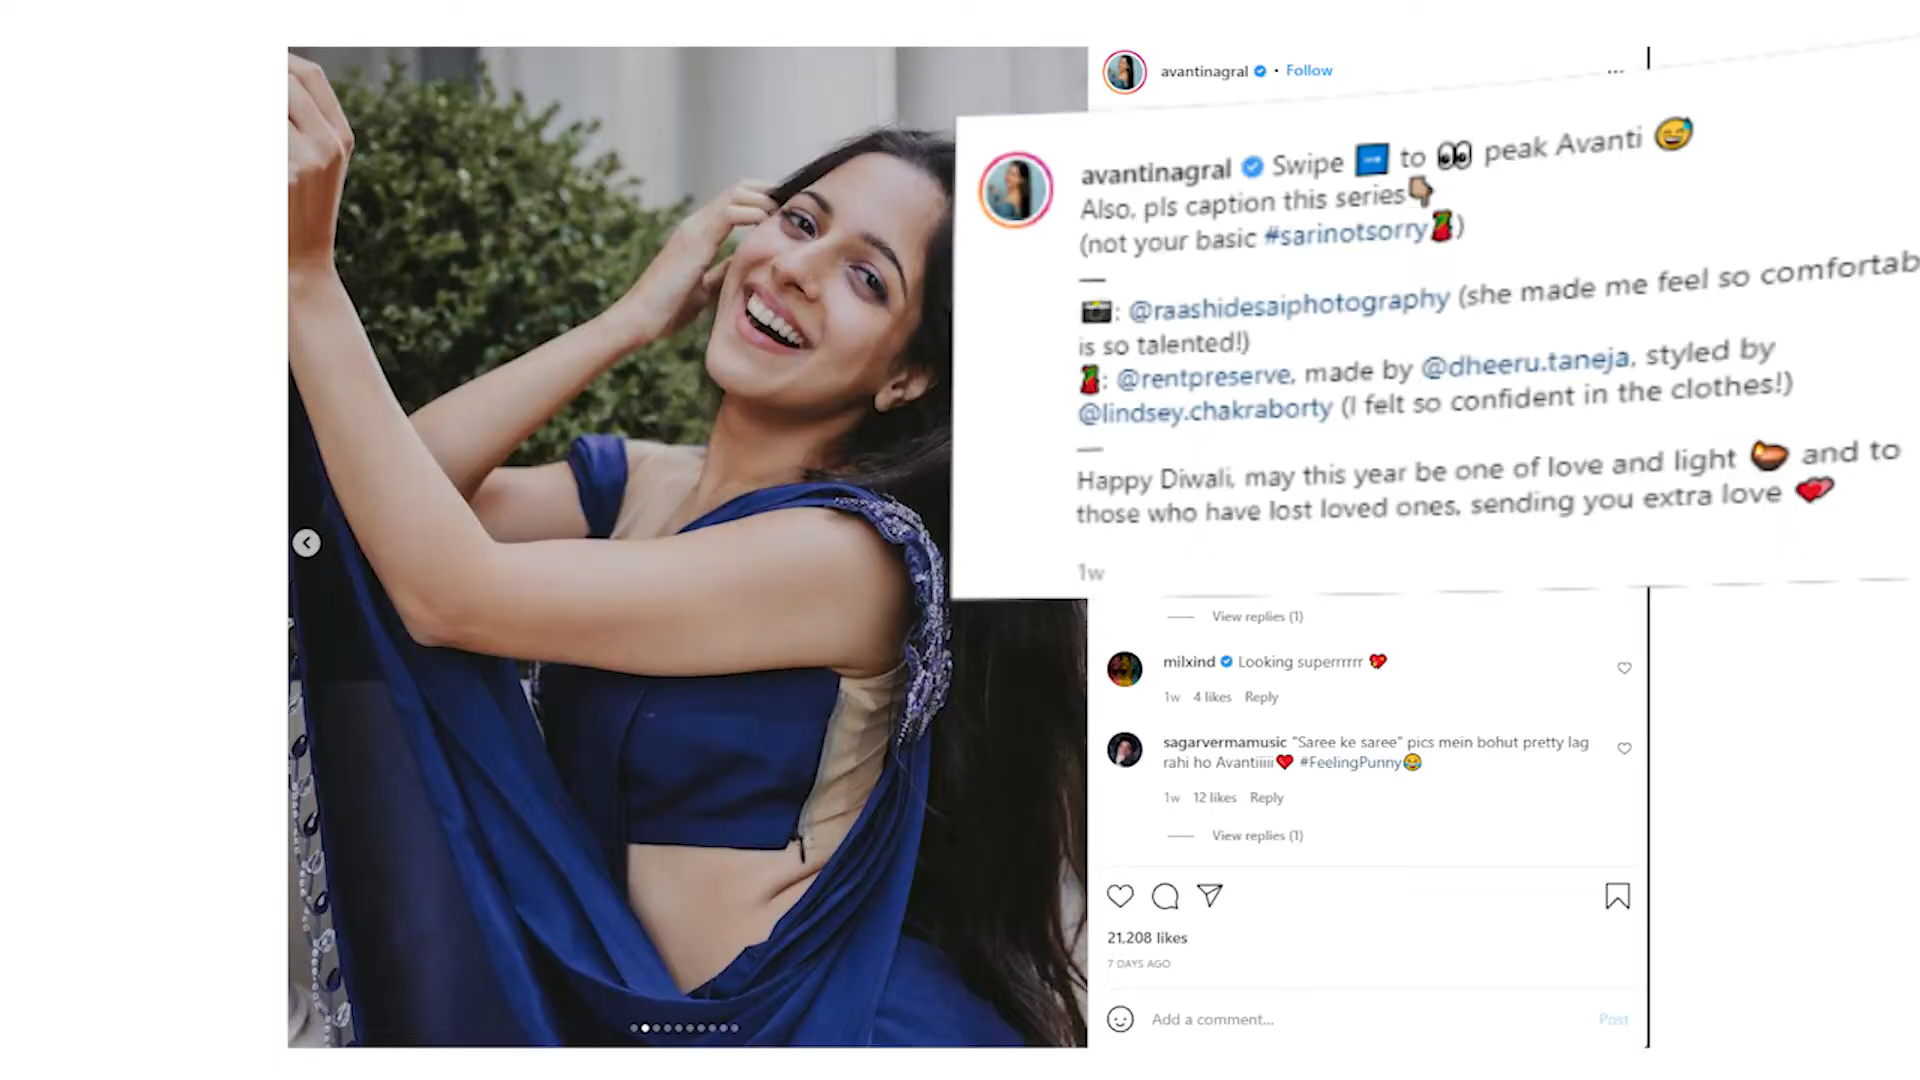 avantinagral • Follow
...
avantinagral Swipe ➡️ to 👀 peak Avanti 😅
Also, pls caption this series👇🏽
(not your basic #sarinotsorry🥻)
—
📸: @raashidesaiphotography (she made me feel so comfortab
is so talented!)
🥻: @rentpreserve, made by @dheeru.taneja, styled by
@lindsey.chakraborty (I felt so confident in the clothes!)
—
Happy Diwali, may this year be one of love and light 🪔 and to
those who have lost loved ones, sending you extra love 💕
1w
View replies (1)
milxind Looking superrrrrr 💖
1w 4 likes Reply
sagarvermamusic "Saree ke saree" pics mein bohut pretty lag
rahi ho Avantiiiii❤️ #FeelingPunny😂
1w 12 likes Reply
View replies (1)
21,208 likes
7 DAYS AGO
Add a comment...
Post